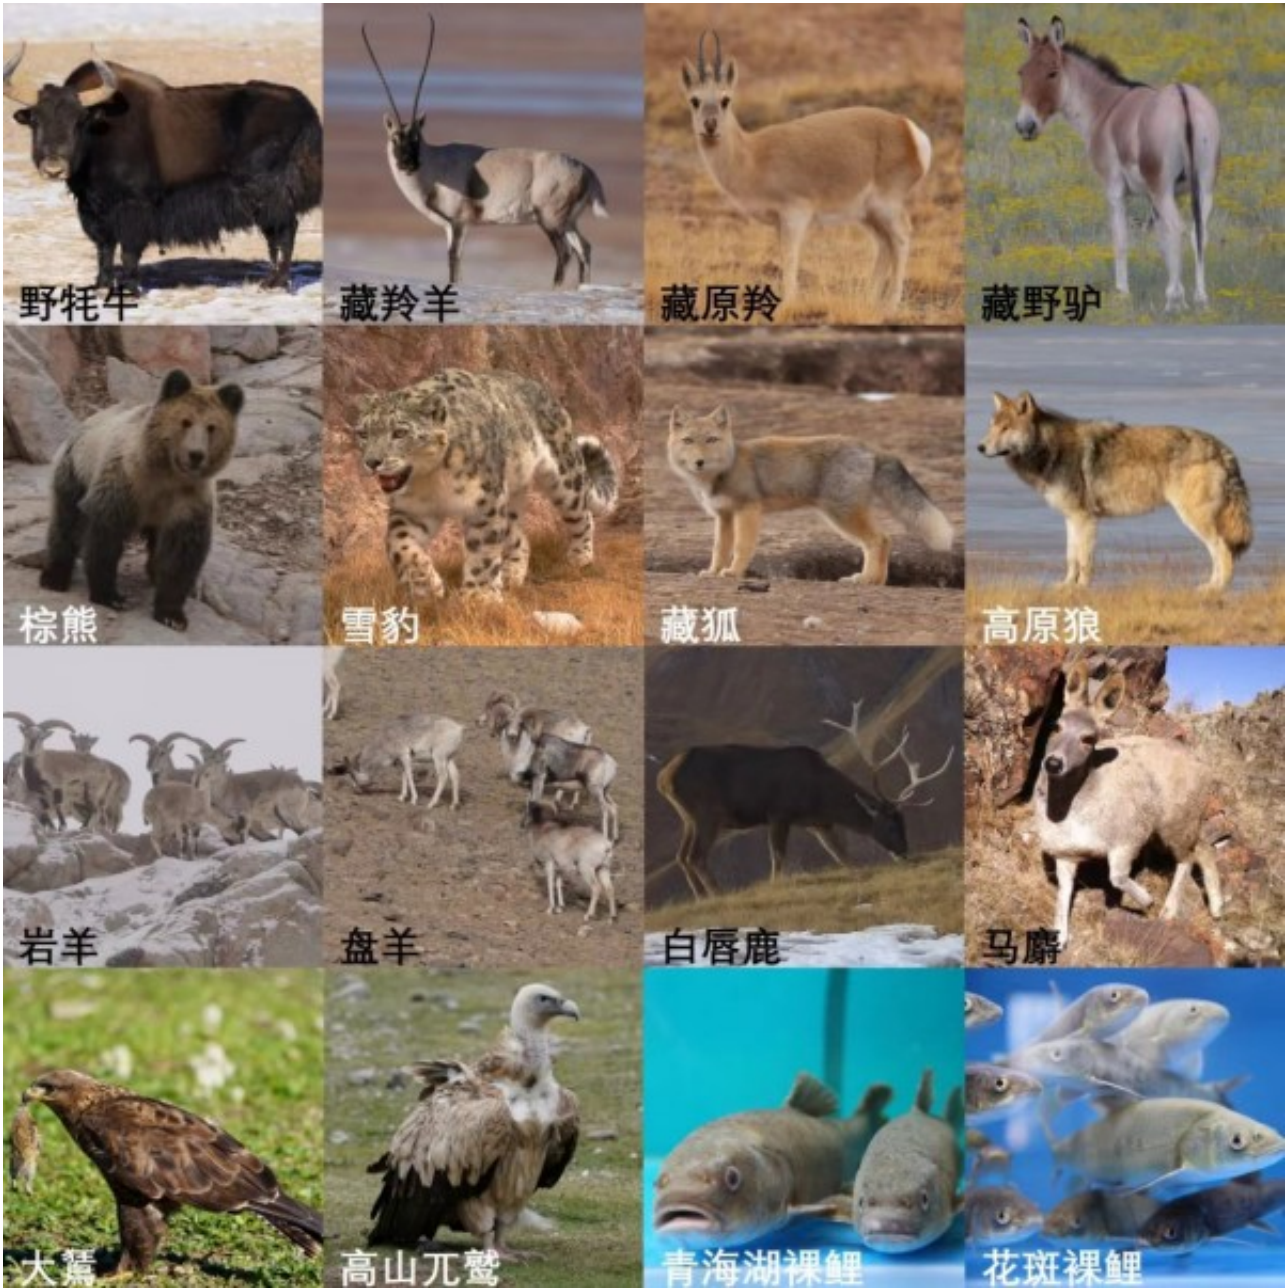 野牦牛
藏羚羊
藏原羚
藏野驴
棕熊
雪豹
藏狐
高原狼
岩羊
盘羊
白唇鹿
马麝
大鵟
高山兀鹫
青海湖裸鲤
花斑裸鲤